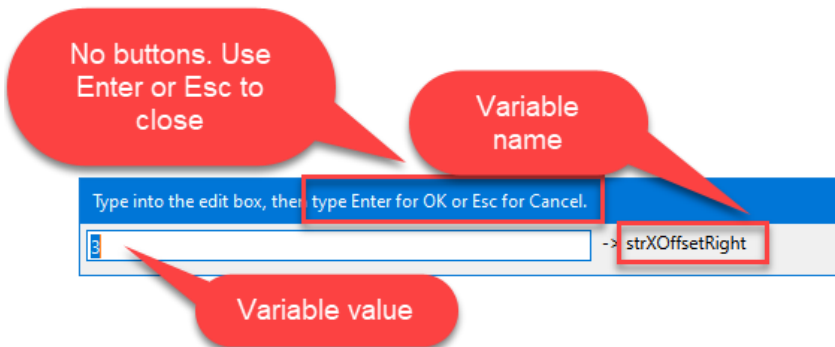 No buttons. Use
Enter or Esc to
close
Variable
name
Type into the edit box, then type Enter for OK or Esc for Cancel.
3
-> strXOffsetRight
Variable value